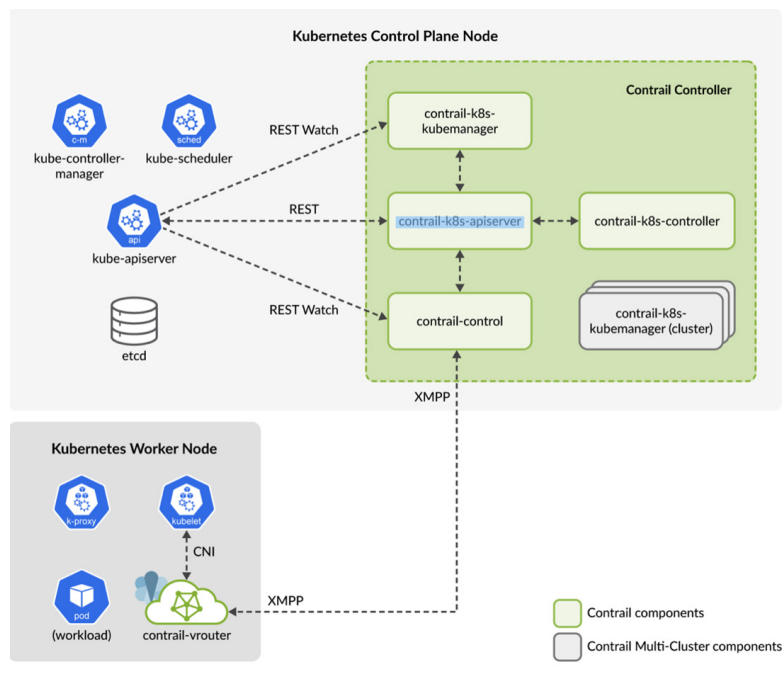 Kubernetes Control Plane Node
Contrail Controller
c-m
kube-controller-
manager
sched
kube-scheduler
REST Watch
contrail-k8s-
kubemanager
api
kube-apiserver
REST
contrail-k8s-apiserver
contrail-k8s-controller
etcd
REST Watch
contrail-control
contrail-k8s-
kubemanager (cluster)
XMPP
Kubernetes Worker Node
k-proxy
kubelet
CNI
pod
(workload)
contrail-vrouter
XMPP
Contrail components
Contrail Multi-Cluster components